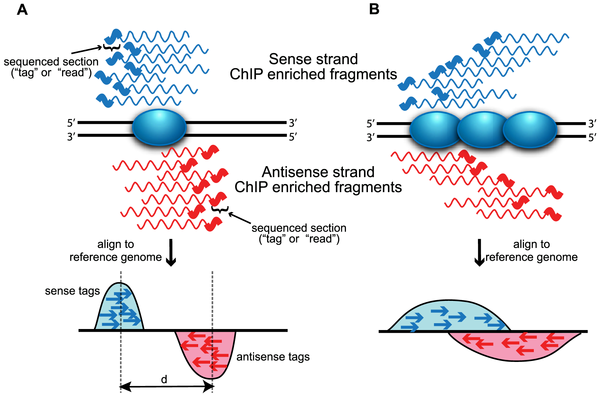 A
B
sequenced section
(“tag” or “read”)
Sense strand
ChIP enriched fragments
5′
3′
3′
5′
5′
3′
3′
5′
Antisense strand
ChIP enriched fragments
sequenced section
(“tag” or “read”)
align to
reference genome
align to
reference genome
sense tags
antisense tags
d